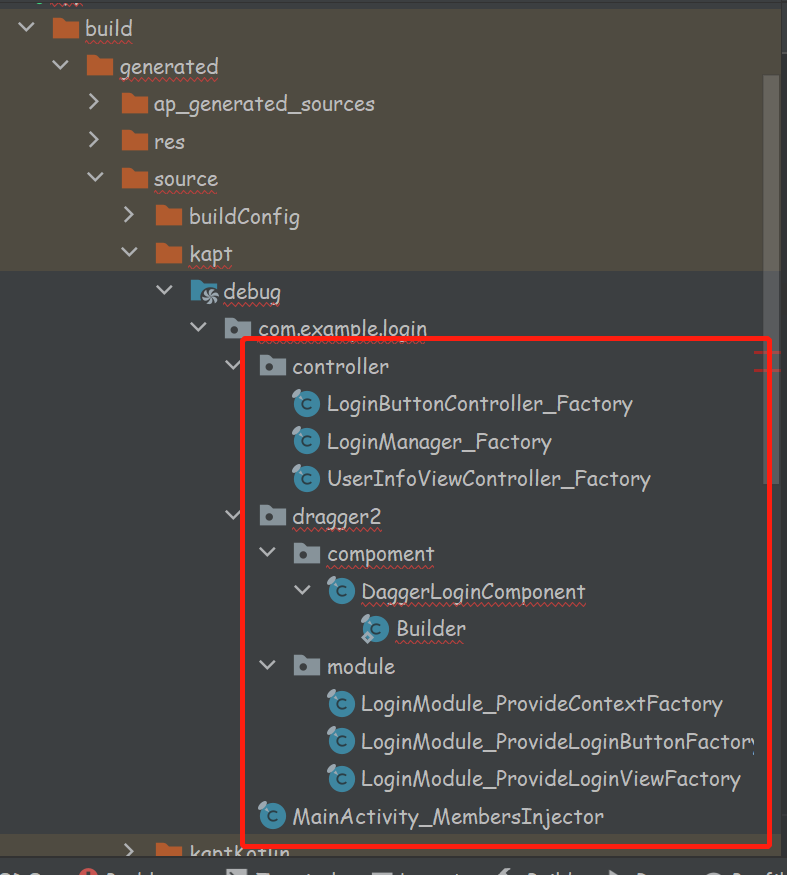 build
generated
ap_generated_sources
res
source
buildConfig
kapt
debug
com.example.login
controller
LoginButtonController_Factory
LoginManager_Factory
UserInfoViewController_Factory
dragger2
compoment
DaggerLoginComponent
Builder
module
LoginModule_ProvideContextFactory
LoginModule_ProvideLoginButtonFactory
LoginModule_ProvideLoginViewFactory
MainActivity_MembersInjector
kaptKotlin